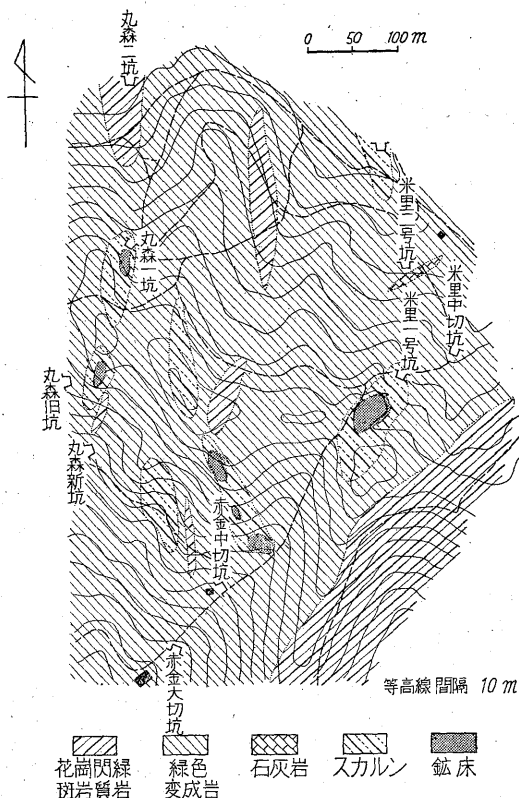 丸森二坑
0 50 100 m
米里二号坑
丸森一坑
米里中切坑
米里一号坑
丸森旧坑
丸森新坑
赤金中切坑
赤金大切坑
等高線間隔 10 m
花崗閃緑
斑岩質岩
緑色
変成岩
石灰岩
スカルン
鉱床